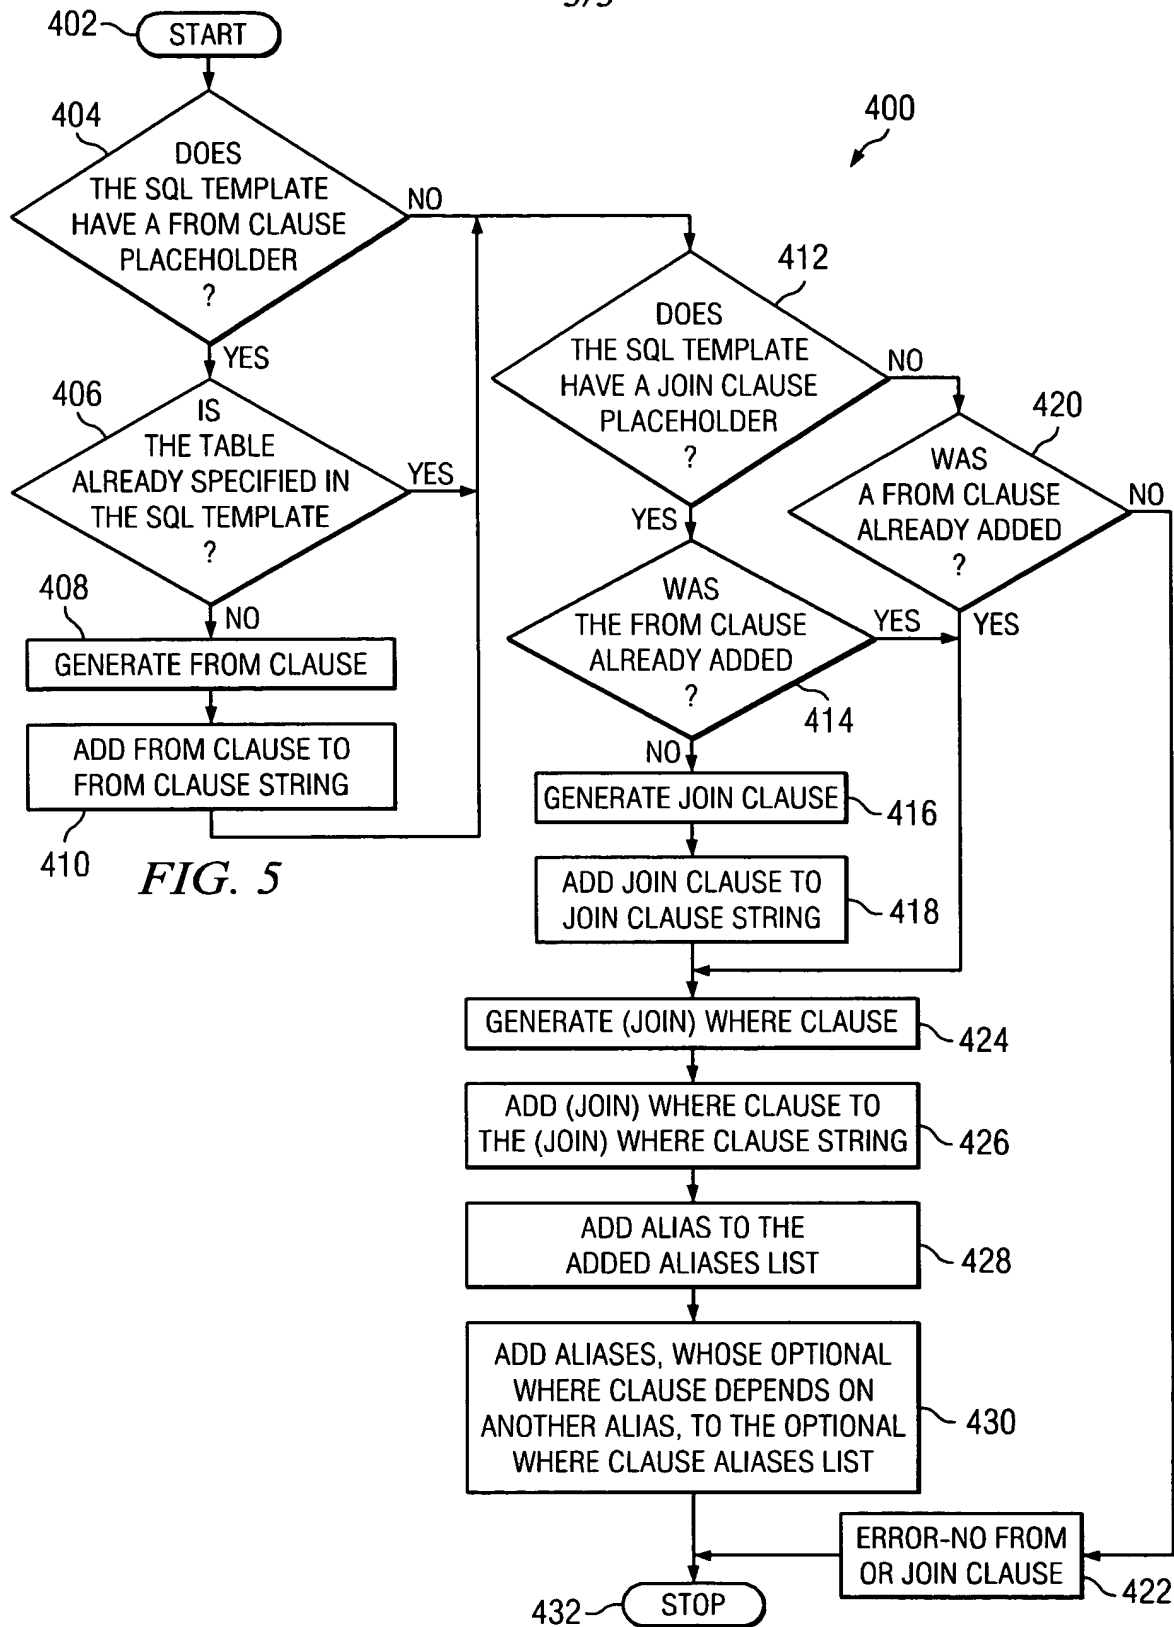 402
START
404
DOES
THE SQL TEMPLATE
HAVE A FROM CLAUSE
PLACEHOLDER
?
NO
YES
400
406
IS
THE TABLE
ALREADY SPECIFIED IN
THE SQL TEMPLATE
?
YES
NO
408
GENERATE FROM CLAUSE
ADD FROM CLAUSE TO
FROM CLAUSE STRING
410
FIG. 5
412
DOES
THE SQL TEMPLATE
HAVE A JOIN CLAUSE
PLACEHOLDER
?
NO
YES
420
WAS
A FROM CLAUSE
ALREADY ADDED
?
NO
YES
WAS
THE FROM CLAUSE
ALREADY ADDED
?
YES
414
NO
GENERATE JOIN CLAUSE
416
ADD JOIN CLAUSE TO
JOIN CLAUSE STRING
418
GENERATE (JOIN) WHERE CLAUSE
424
ADD (JOIN) WHERE CLAUSE TO
THE (JOIN) WHERE CLAUSE STRING
426
ADD ALIAS TO THE
ADDED ALIASES LIST
428
ADD ALIASES, WHOSE OPTIONAL
WHERE CLAUSE DEPENDS ON
ANOTHER ALIAS, TO THE OPTIONAL
WHERE CLAUSE ALIASES LIST
430
ERROR-NO FROM
OR JOIN CLAUSE
422
432
STOP